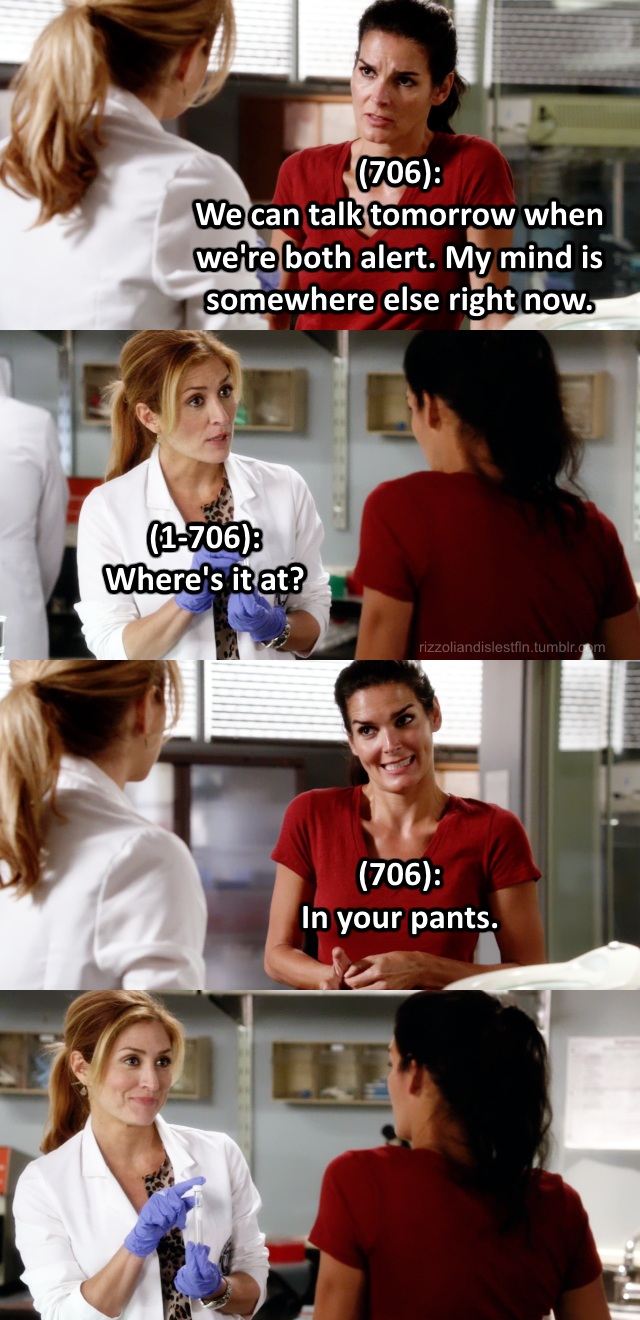 (706):
We can talk tomorrow when
we're both alert. My mind is
somewhere else right now.
(1-706):
Where's it at?
rizzoliandislestfln.tumblr.com
(706):
In your pants.